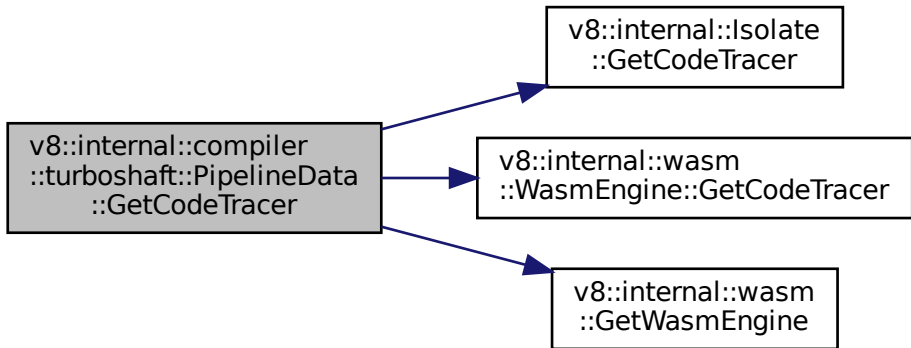 v8::internal::compiler
::turboshaft::PipelineData
::GetCodeTracer
v8::internal::Isolate
::GetCodeTracer
v8::internal::wasm
::WasmEngine::GetCodeTracer
v8::internal::wasm
::GetWasmEngine